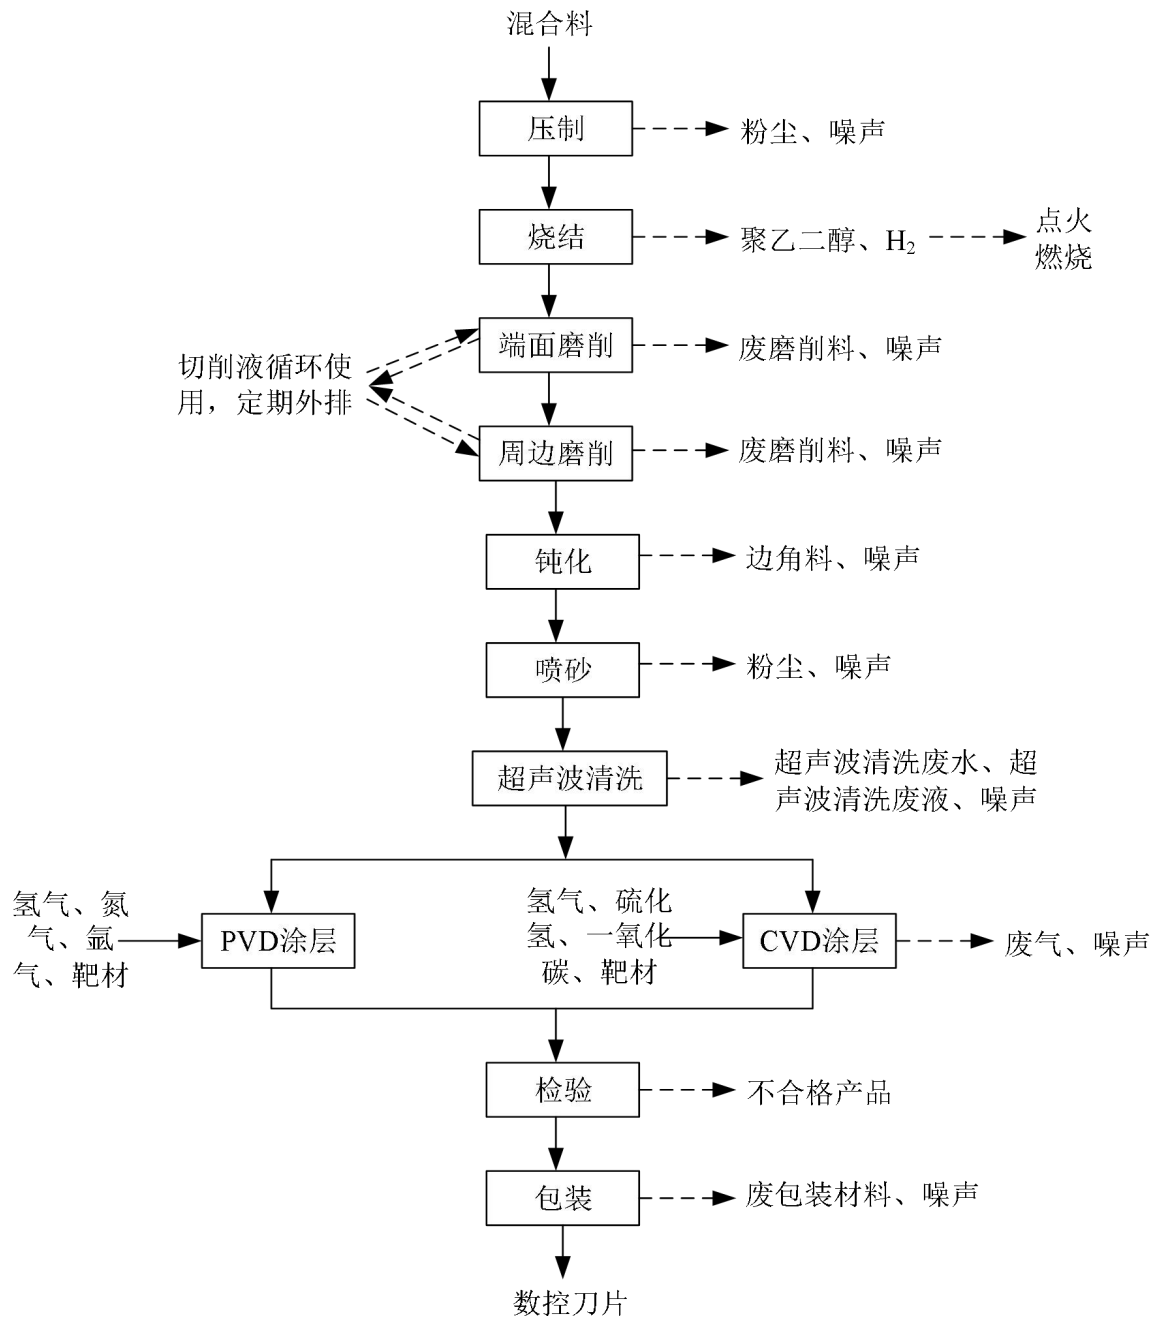 混合料
压制
粉尘、噪声
烧结
聚乙二醇、H₂
点火
燃烧
端面磨削
废磨削料、噪声
切削液循环使
用，定期外排
周边磨削
废磨削料、噪声
钝化
边角料、噪声
喷砂
粉尘、噪声
超声波清洗
超声波清洗废水、超
声波清洗废液、噪声
氢气、氮
气、氩
气、靶材
PVD涂层
氢气、硫化
氢、一氧化
碳、靶材
CVD涂层
废气、噪声
检验
不合格产品
包装
废包装材料、噪声
数控刀片